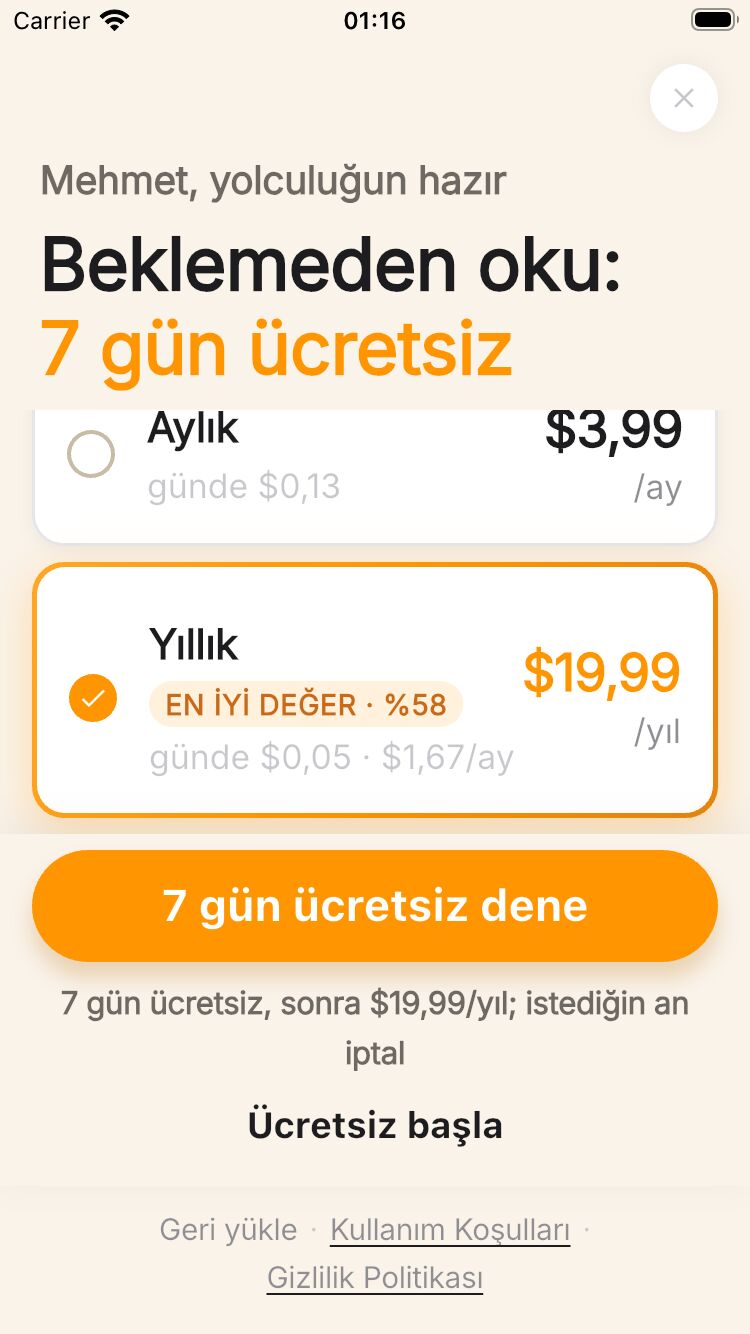 Carrier 01:16
Mehmet, yolculuğun hazır
Beklemeden oku:
7 gün ücretsiz
Aylık
$3,99
günde $0,13
/ay
Yıllık
$19,99
EN İYİ DEĞER · %58
/yıl
günde $0,05 · $1,67/ay
7 gün ücretsiz dene
7 gün ücretsiz, sonra $19,99/yıl; istediğin an
iptal
Ücretsiz başla
Geri yükle · Kullanım Koşulları ·
Gizlilik Politikası